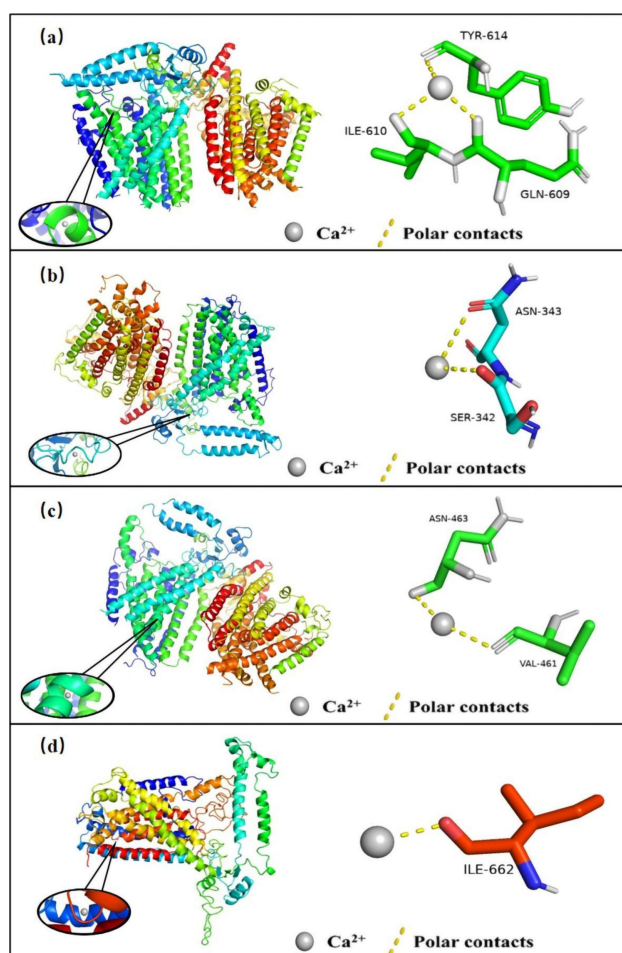 (a)
TYR-614
ILE-610
GLN-609
Ca²⁺ Polar contacts
(b)
ASN-343
SER-342
Ca²⁺ Polar contacts
(c)
ASN-463
VAL-461
Ca²⁺ Polar contacts
(d)
ILE-662
Ca²⁺ Polar contacts